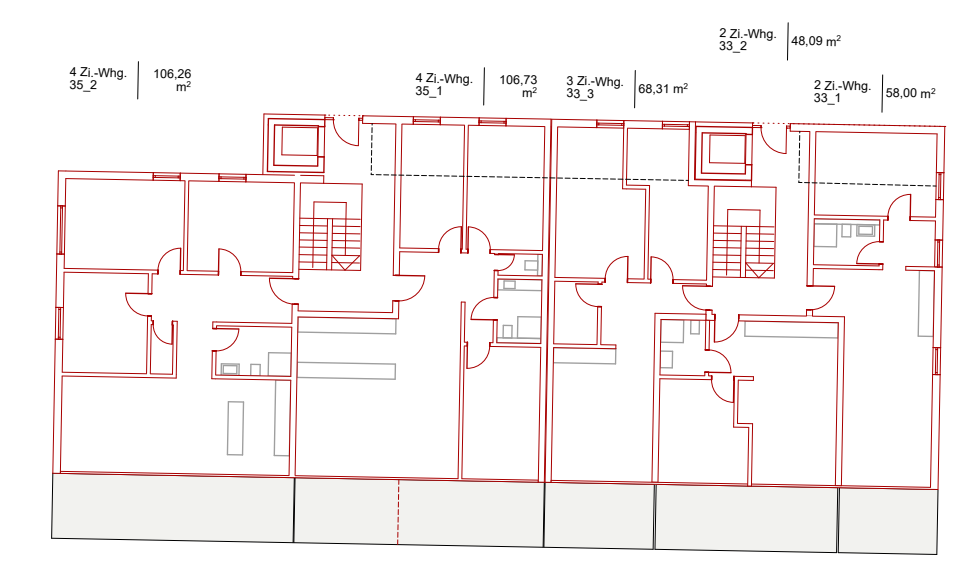 2 Zi.-Whg.
33_2
48,09 m²
4 Zi.-Whg.
35_2
106,26
m²
4 Zi.-Whg.
35_1
106,73
m²
3 Zi.-Whg.
33_3
68,31 m²
2 Zi.-Whg.
33_1
58,00 m²